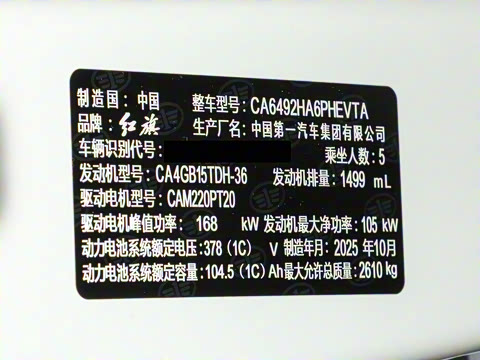 制造国：中国 整车型号：CA6492HA6PHEVTA
品牌：红旗 生产厂名：中国第一汽车集团有限公司
车辆识别代号： 乘坐人数：5
发动机型号：CA4GB15TDH-36 发动机排量：1499 mL
驱动电机型号：CAM220PT20
驱动电机峰值功率：168 kW 发动机最大净功率：105 kW
动力电池系统额定电压：378 (1C) V 制造年月：2025 年10月
动力电池系统额定容量：104.5 (1C) Ah最大允许总质量：2610 kg